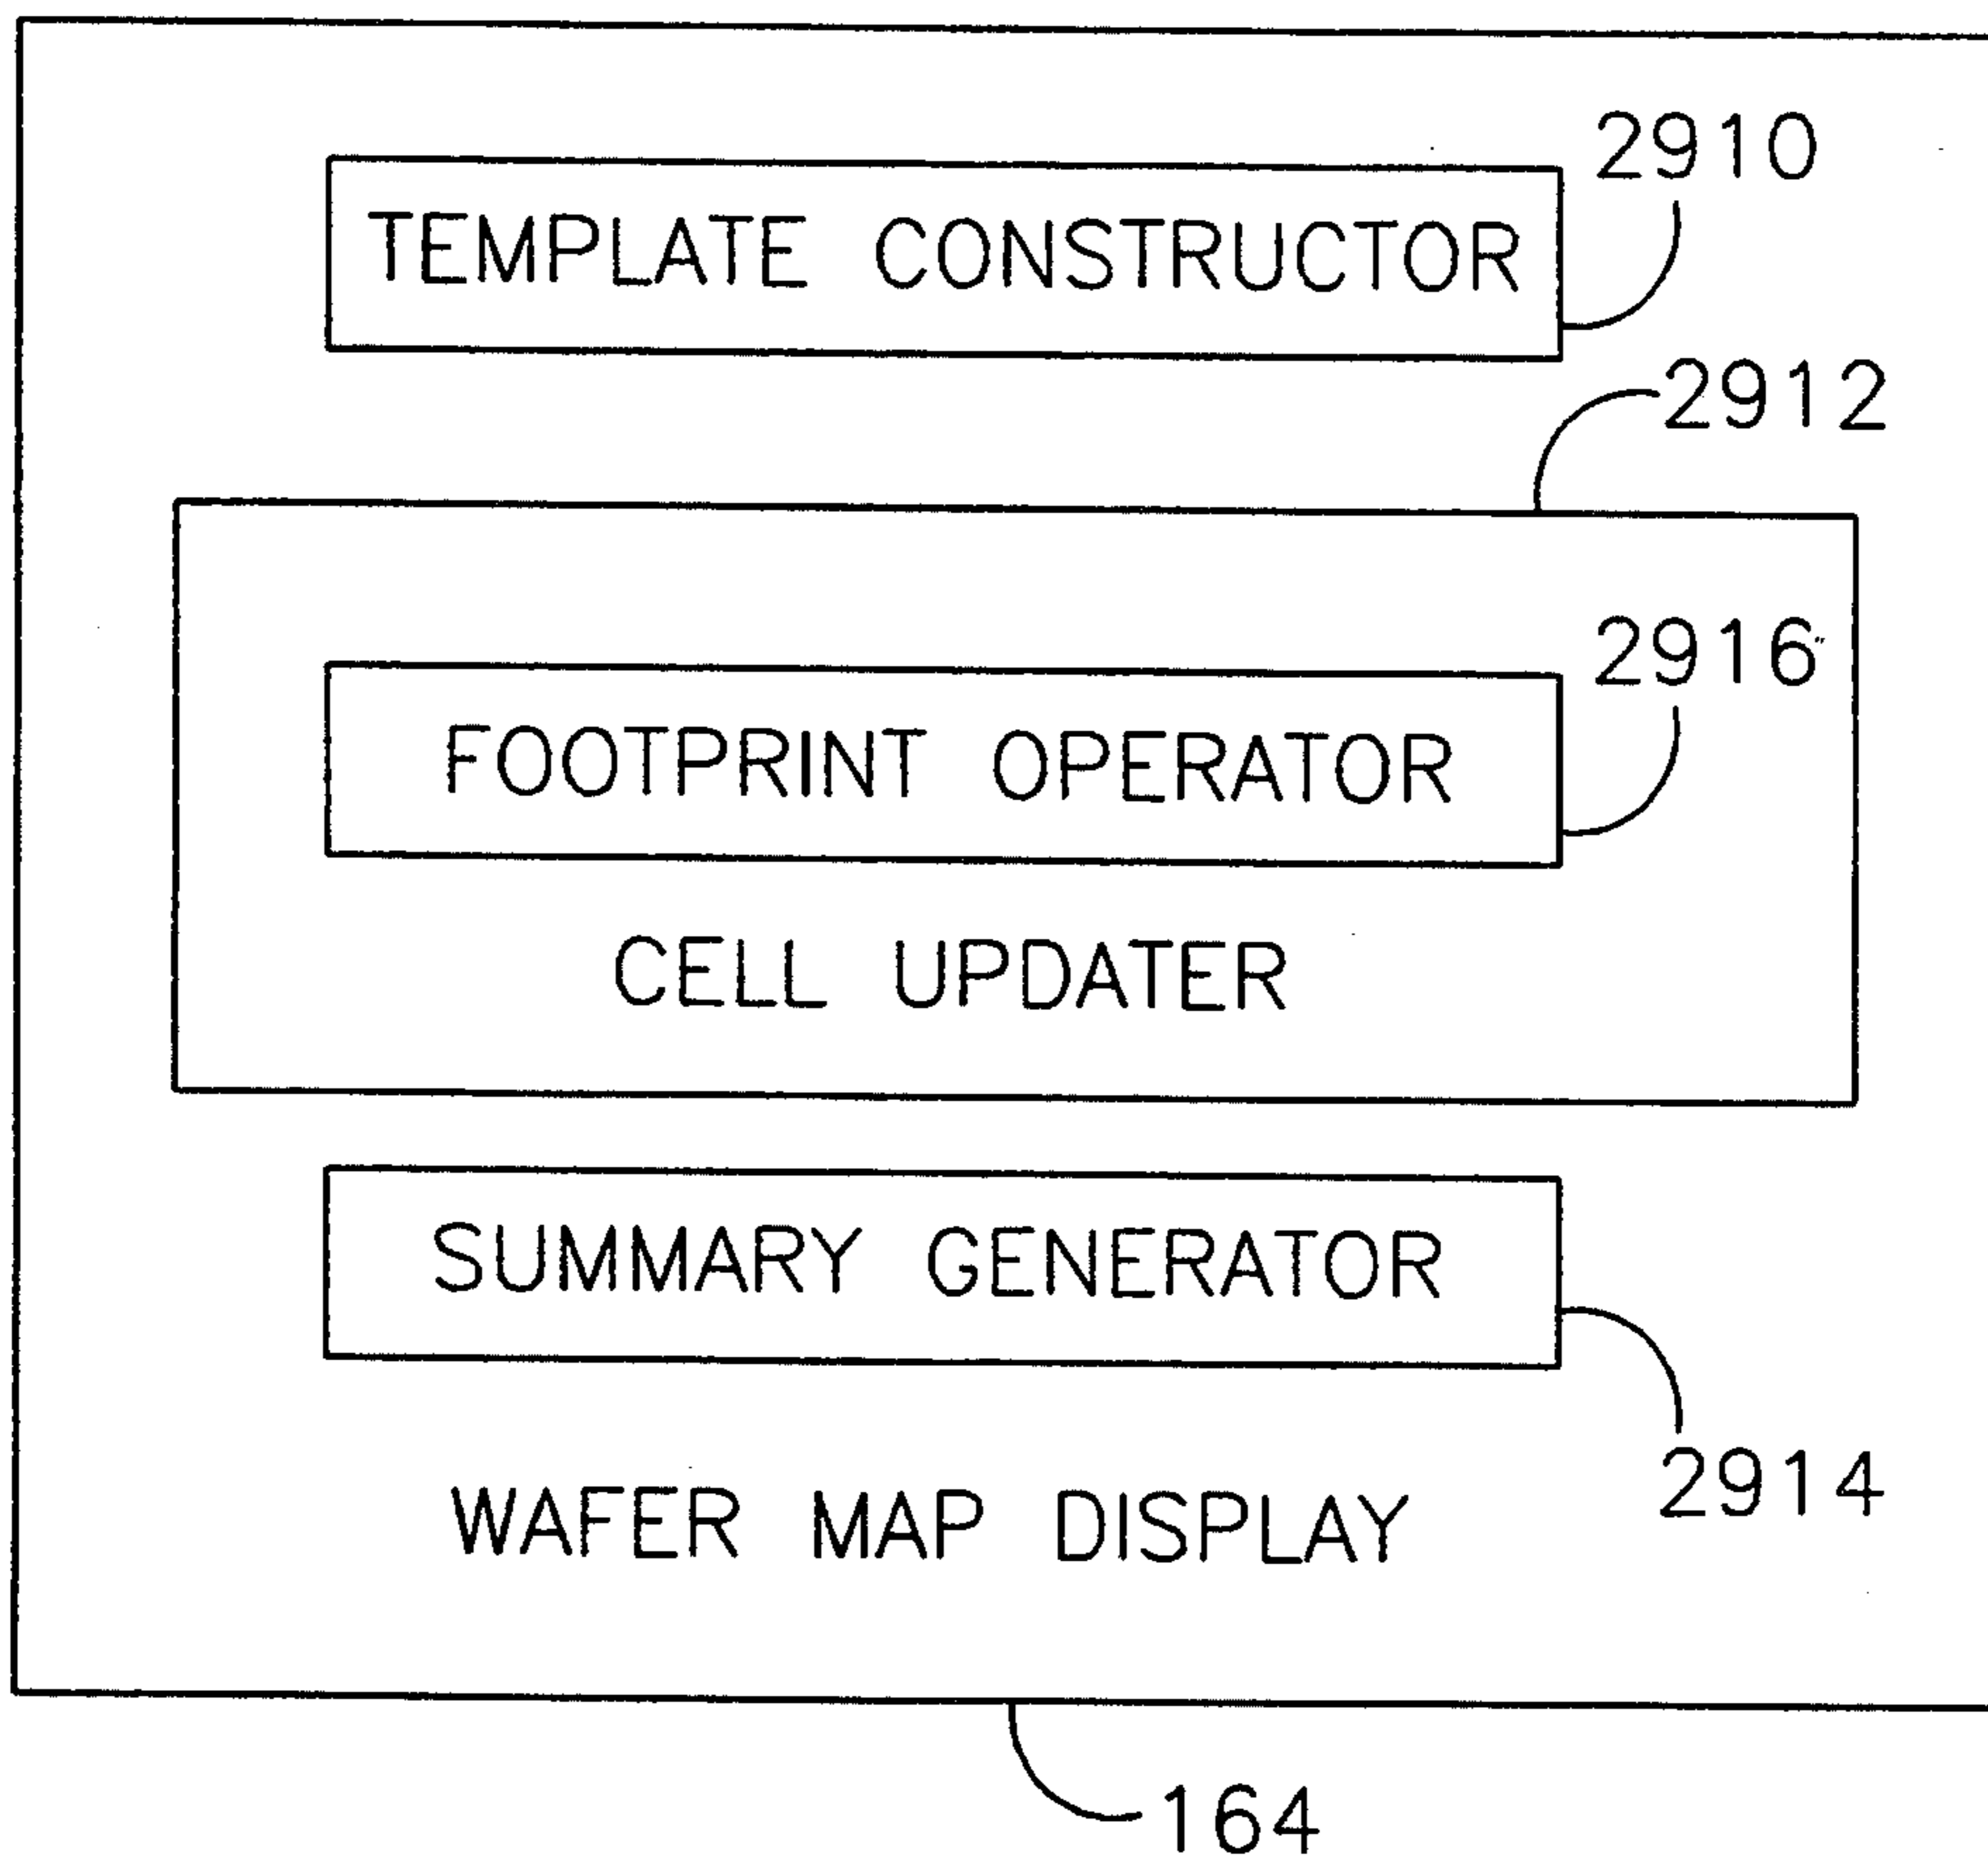 2910
TEMPLATE CONSTRUCTOR
2912
2916
FOOTPRINT OPERATOR
CELL UPDATER
SUMMARY GENERATOR
2914
WAFER MAP DISPLAY
164